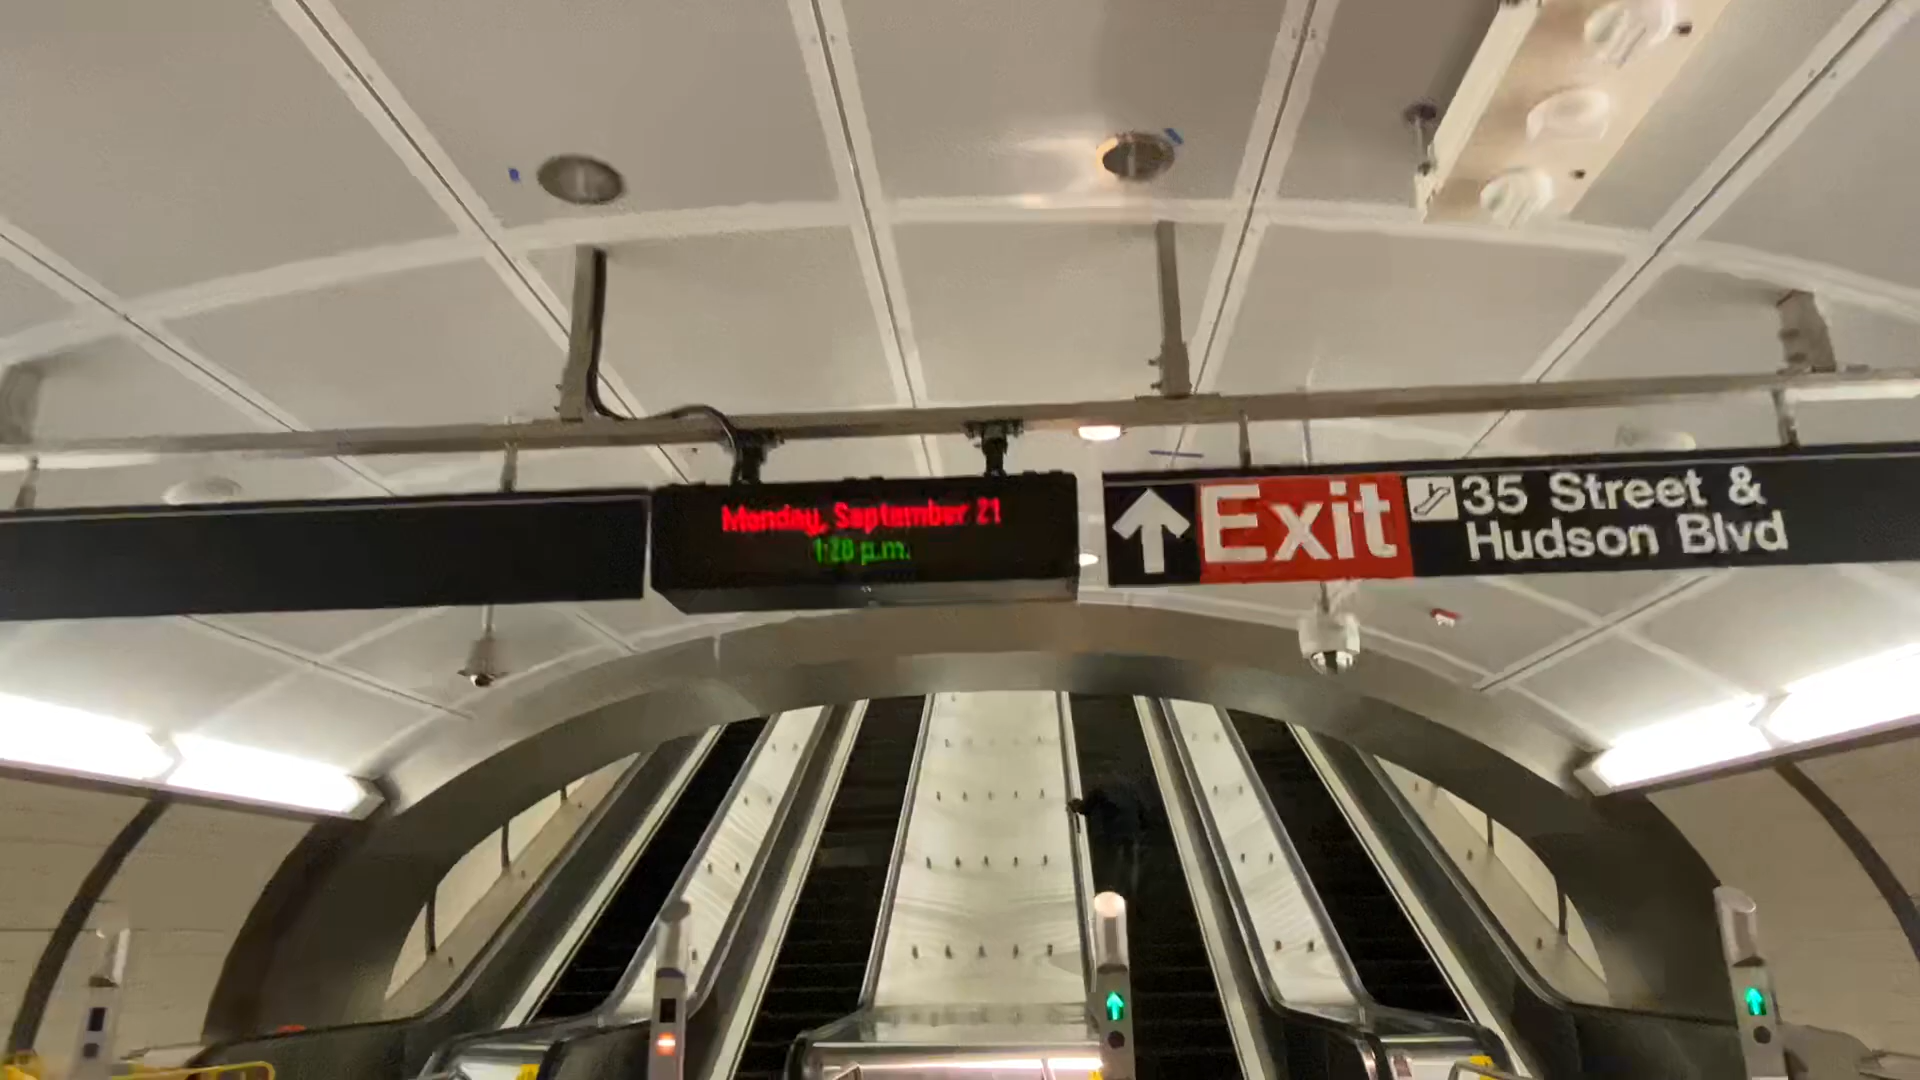 Monday, September 21
1:28 p.m.
Exit
35 Street &
Hudson Blvd